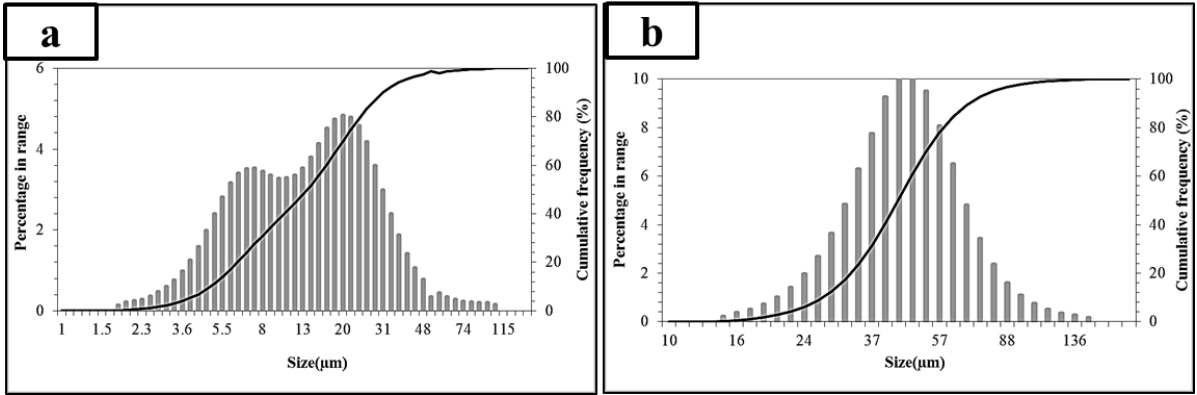 a
6
4
2
0
Percentage in range
100
80
60
40
20
0
Cumulative frequency (%)
1 1.5 2.3 3.6 5.5 8 13 20 31 48 74 115
Size(µm)
b
10
8
6
4
2
0
Percentage in range
100
80
60
40
20
0
Cumulative frequency (%)
10 16 24 37 57 88 136
Size(µm)